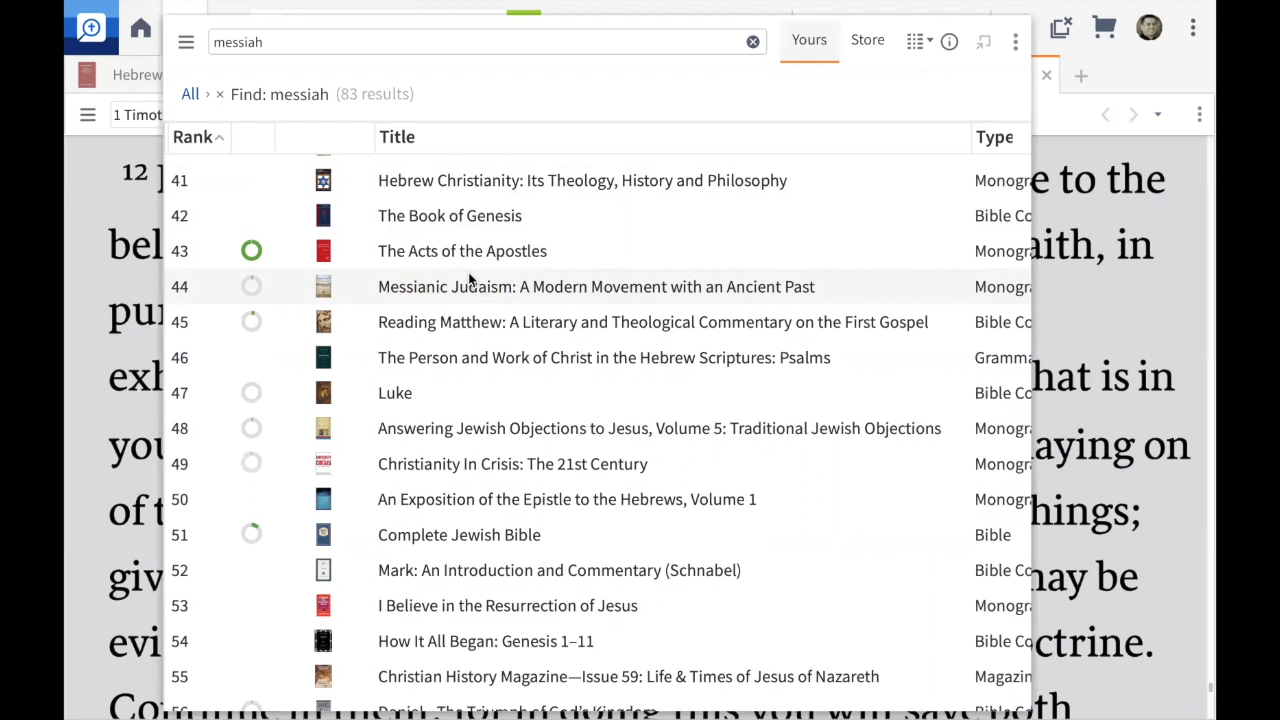 messiah
Yours
Store
Hebrew
All › × Find: messiah (83 results)
1 Timot
Rank
Title
Type
41 Hebrew Christianity: Its Theology, History and Philosophy Monogra
42 The Book of Genesis Bible Co
43 The Acts of the Apostles Monogra
44 Messianic Judaism: A Modern Movement with an Ancient Past Monogra
45 Reading Matthew: A Literary and Theological Commentary on the First Gospel Bible Co
46 The Person and Work of Christ in the Hebrew Scriptures: Psalms Gramma
47 Luke Bible Co
48 Answering Jewish Objections to Jesus, Volume 5: Traditional Jewish Objections Monogra
49 Christianity In Crisis: The 21st Century Monogra
50 An Exposition of the Epistle to the Hebrews, Volume 1 Monogra
51 Complete Jewish Bible Bible
52 Mark: An Introduction and Commentary (Schnabel) Bible Co
53 I Believe in the Resurrection of Jesus Monogra
54 How It All Began: Genesis 1–11 Bible Co
55 Christian History Magazine—Issue 59: Life & Times of Jesus of Nazareth Magazin
12 e to the
bel aith, in
pur
exh hat is in
you aying on
of t hings;
giv may be
evi ctrine.